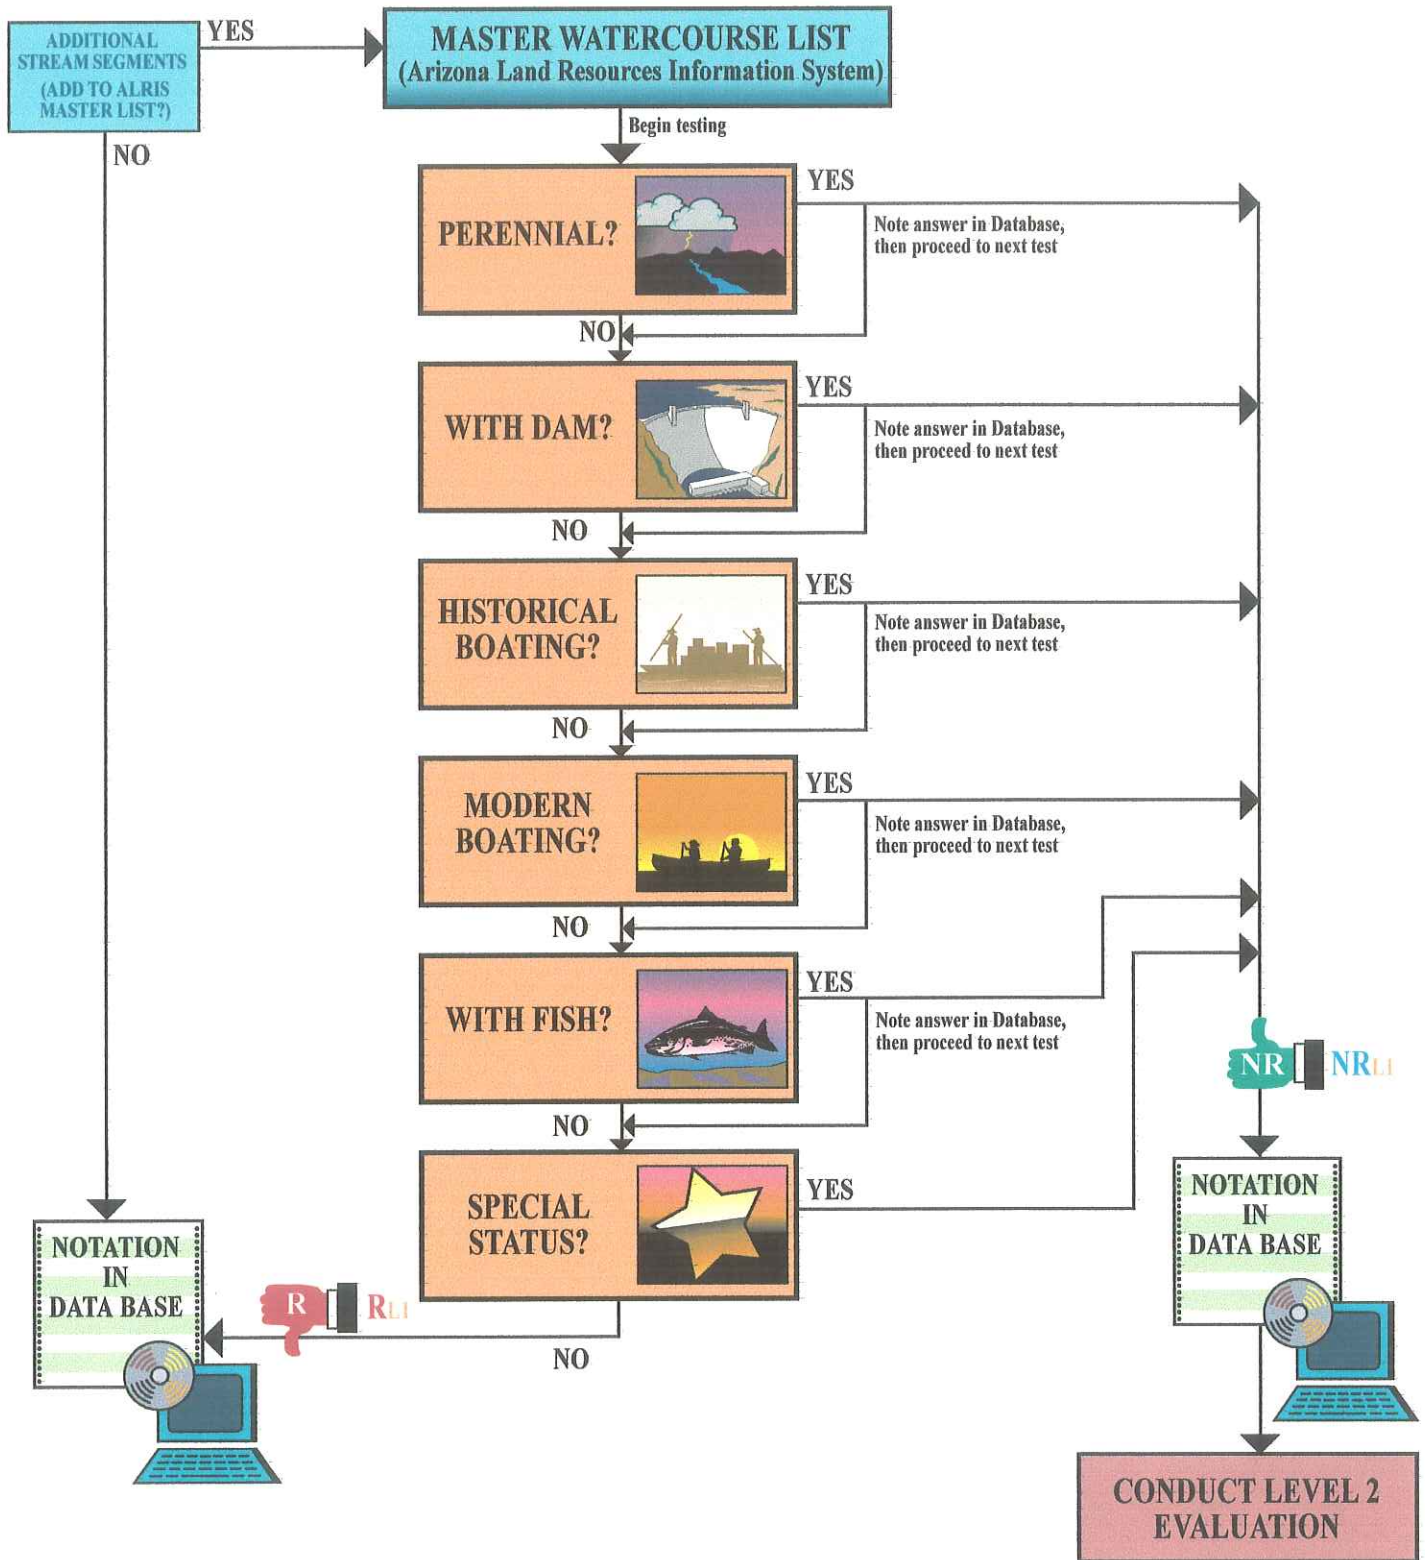 ADDITIONAL
STREAM SEGMENTS
(ADD TO ALRIS
MASTER LIST?)
YES
NO
MASTER WATERCOURSE LIST
(Arizona Land Resources Information System)
Begin testing
PERENNIAL?
YES
Note answer in Database,
then proceed to next test
NO
WITH DAM?
YES
Note answer in Database,
then proceed to next test
NO
HISTORICAL
BOATING?
YES
Note answer in Database,
then proceed to next test
NO
MODERN
BOATING?
YES
Note answer in Database,
then proceed to next test
NO
WITH FISH?
YES
Note answer in Database,
then proceed to next test
NO
SPECIAL
STATUS?
YES
NO
R
RL1
NOTATION
IN
DATA BASE
NR
NRL1
NOTATION
IN
DATA BASE
CONDUCT LEVEL 2
EVALUATION